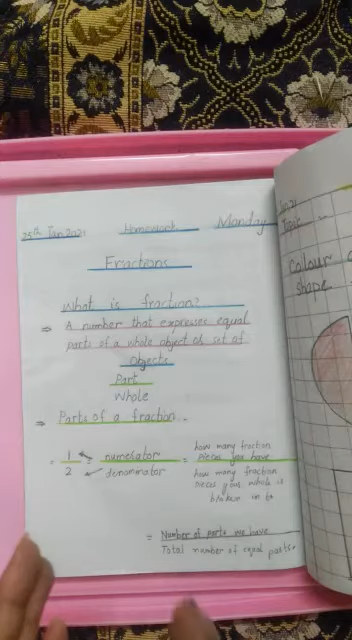 25th Jan 2021 Homework Monday
Fractions
What is fraction?
⇒ A number that expresses equal
parts of a whole object or set of
Objects
Part
Whole
⇒ Parts of a fraction..
= 1 = numerator = how many fraction pieces you have
2 denominator how many fraction
pieces your whole is
broken in to
= Number of parts we have
Total number of equal parts.
Colour
shape